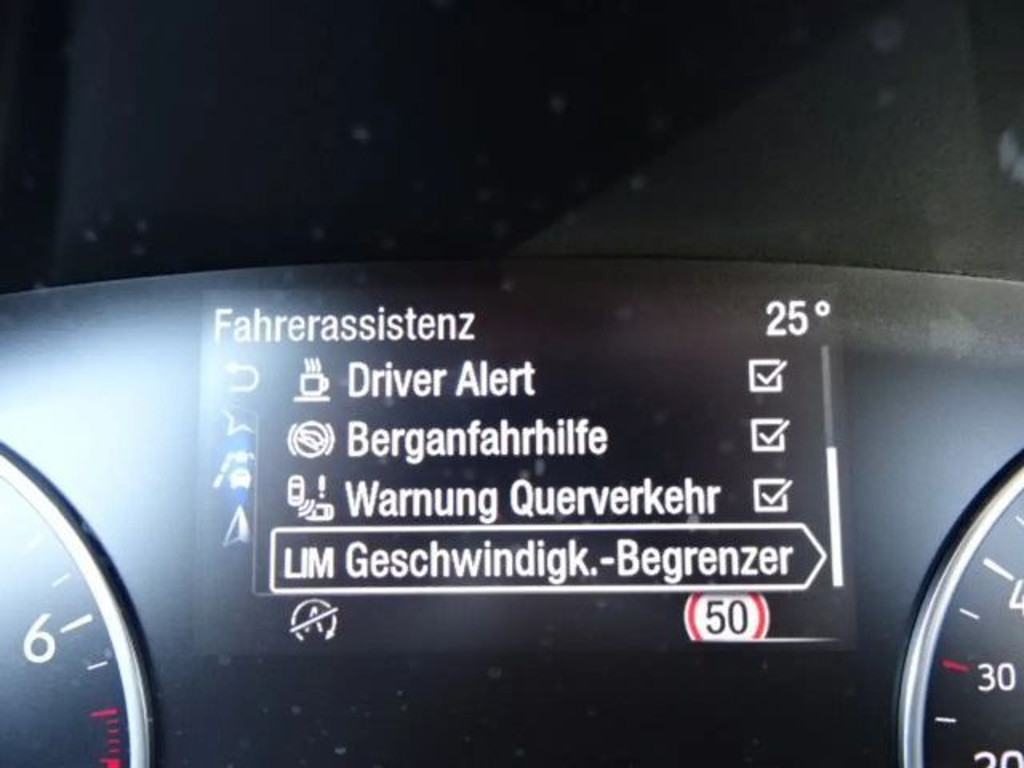 Fahrerassistenz 25°
Driver Alert
Berganfahrhilfe
Warnung Querverkehr
LIM Geschwindigk.-Begrenzer
A 50
6
30